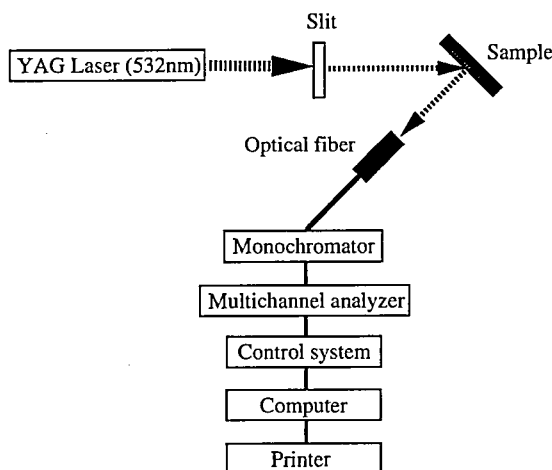 Slit
Sample
YAG Laser (532nm)
Optical fiber
Monochromator
Multichannel analyzer
Control system
Computer
Printer